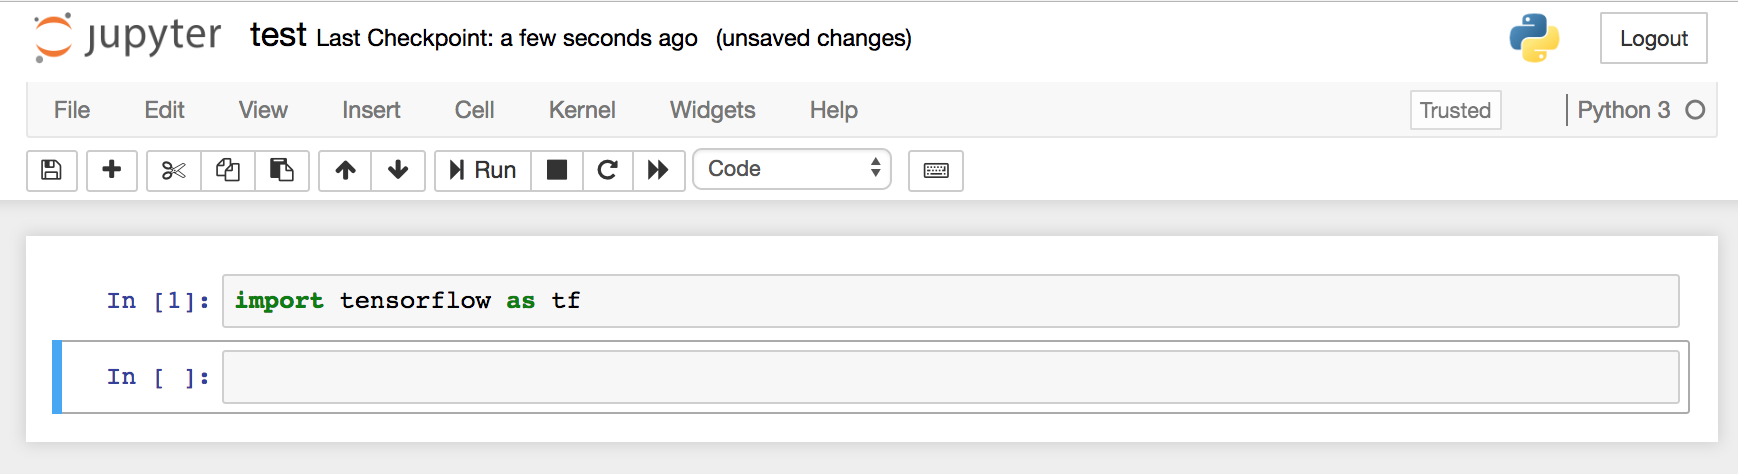 jupyter test Last Checkpoint: a few seconds ago (unsaved changes) Logout
File Edit View Insert Cell Kernel Widgets Help Trusted Python 3
Run Code
In [1]: import tensorflow as tf
In [ ]: